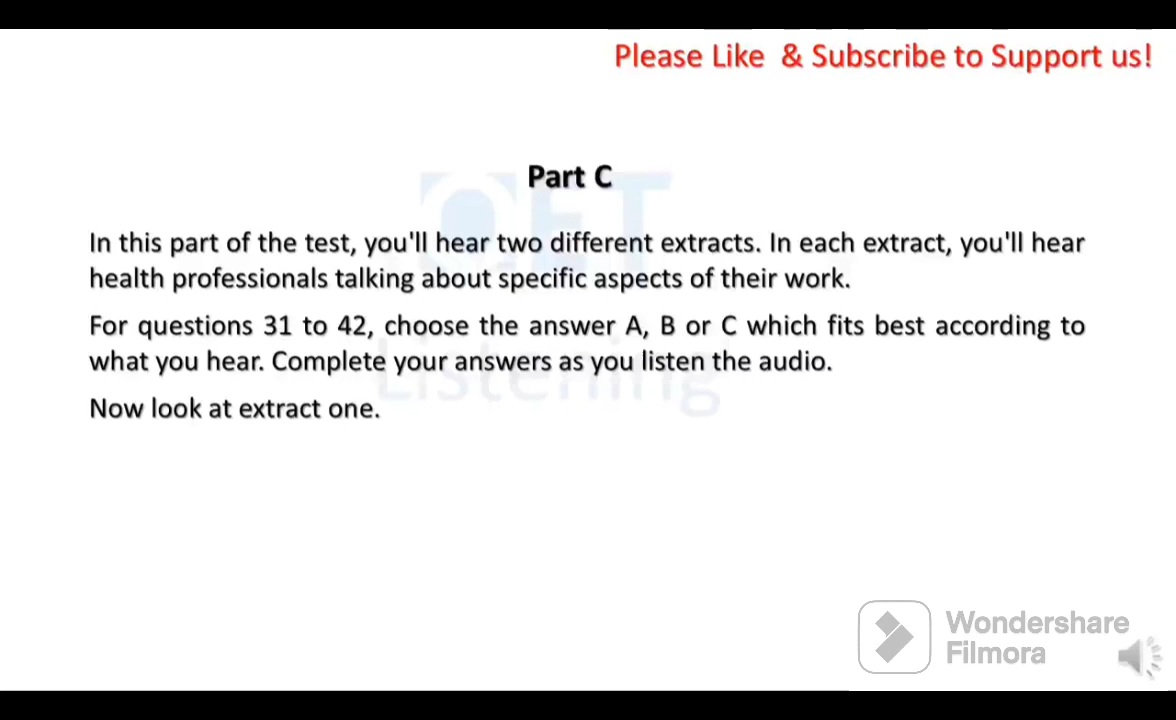 Please Like & Subscribe to Support us!
Part C
OET
In this part of the test, you'll hear two different extracts. In each extract, you'll hear
health professionals talking about specific aspects of their work.
For questions 31 to 42, choose the answer A, B or C which fits best according to
what you hear. Complete your answers as you listen the audio.
Listening
Now look at extract one.
Wondershare
Filmora